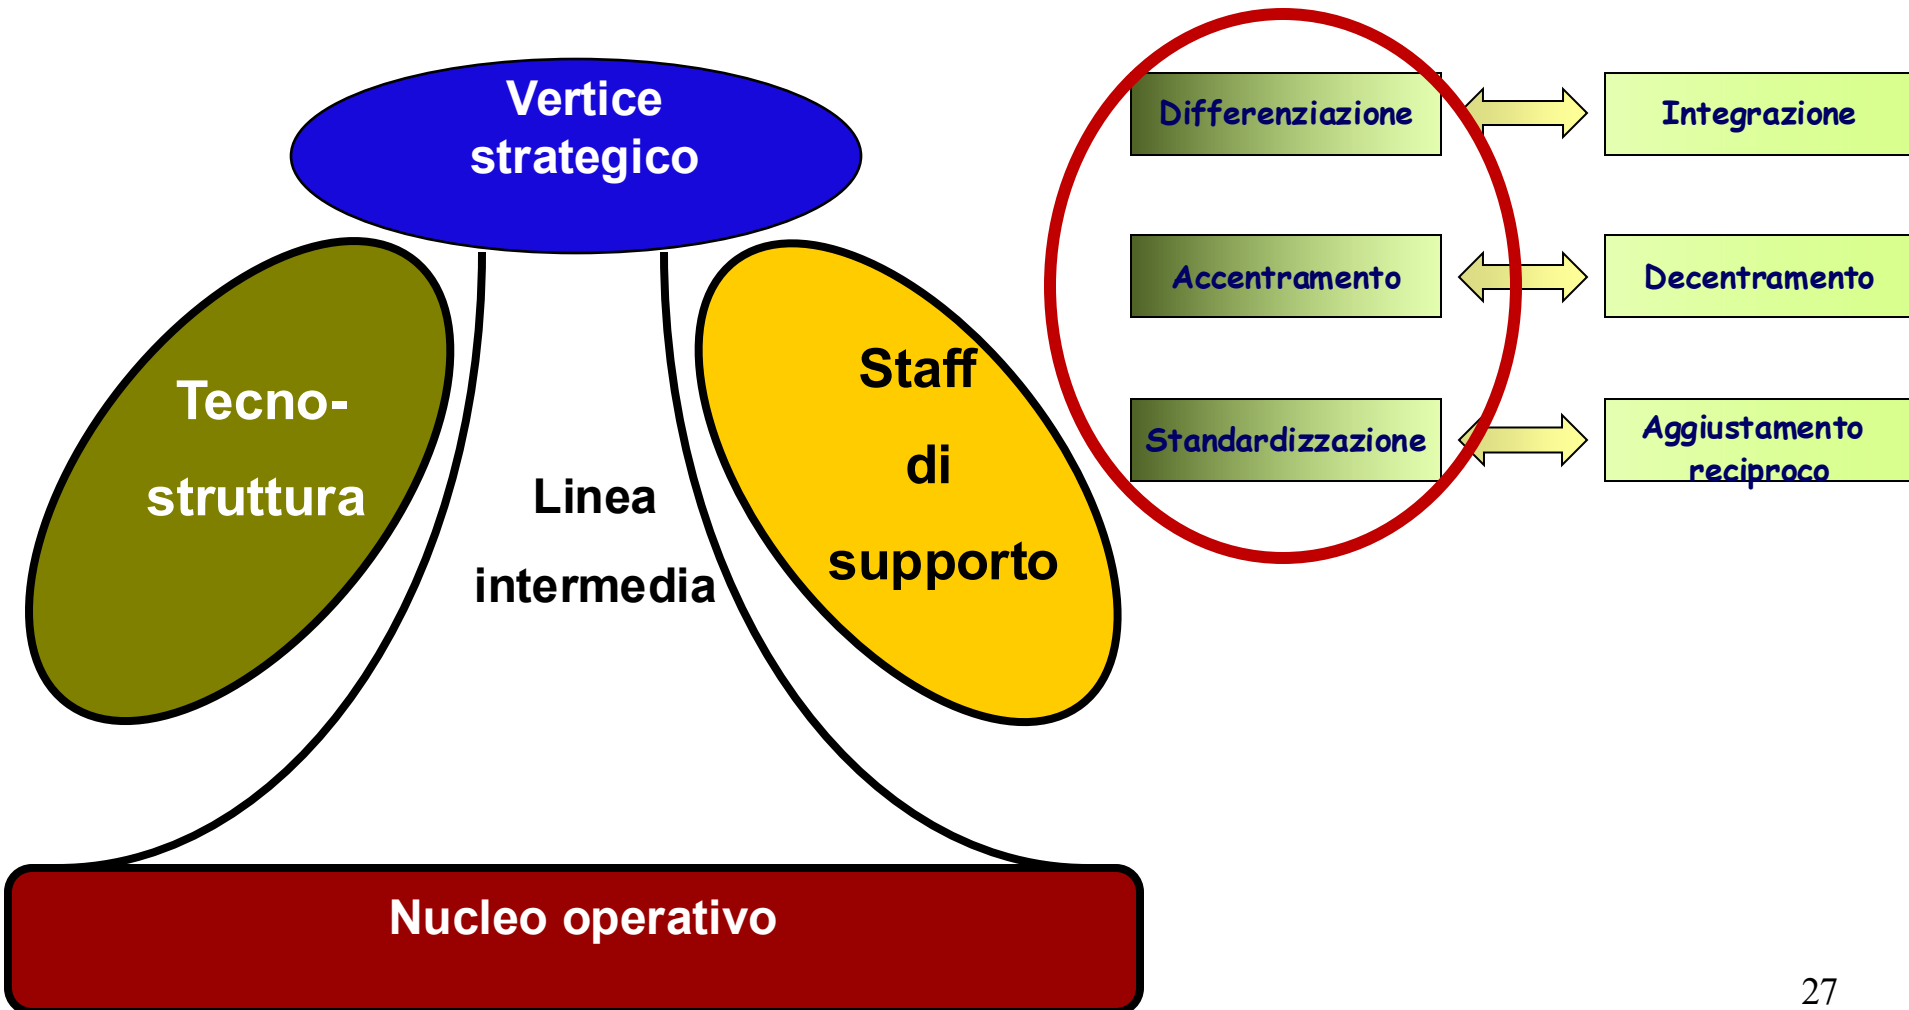 Vertice
strategico
Tecno-
struttura
Linea
intermedia
Staff
di
supporto
Nucleo operativo
Differenziazione
Integrazione
Accentramento
Decentramento
Standardizzazione
Aggiustamento
reciproco
27